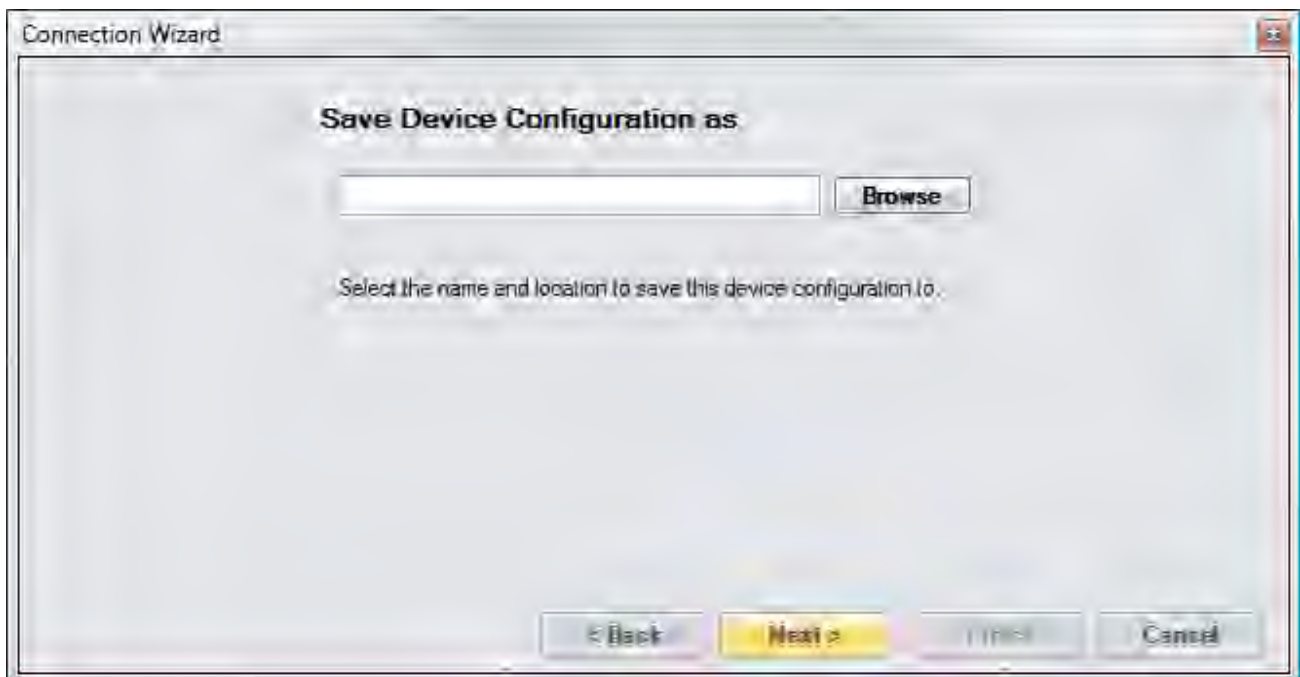 Connection Wizard
Save Device Configuration as
Browse
Select the name and location to save this device configuration to.
< Back
Next >
Finish
Cancel